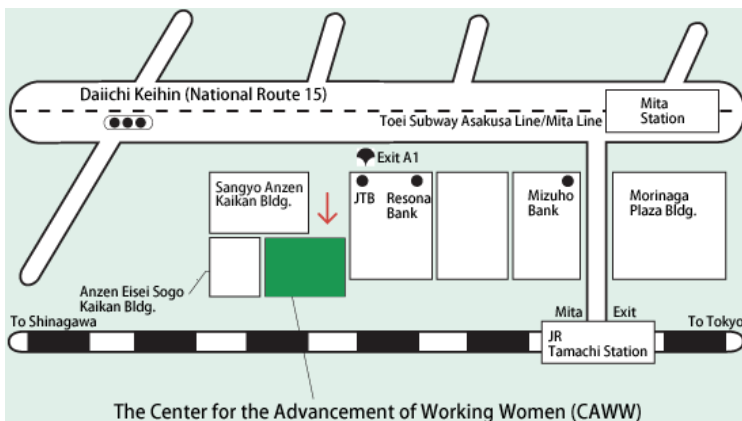 Daiichi Keihin (National Route 15)
Toei Subway Asakusa Line/Mita Line
Mita
Station
Exit A1
Sangyo Anzen
Kaikan Bldg.
JTB
Resona
Bank
Mizuho
Bank
Morinaga
Plaza Bldg.
Anzen Eisei Sogo
Kaikan Bldg.
To Shinagawa
Mita Exit
To Tokyo
JR
Tamachi Station
The Center for the Advancement of Working Women (CAWW)